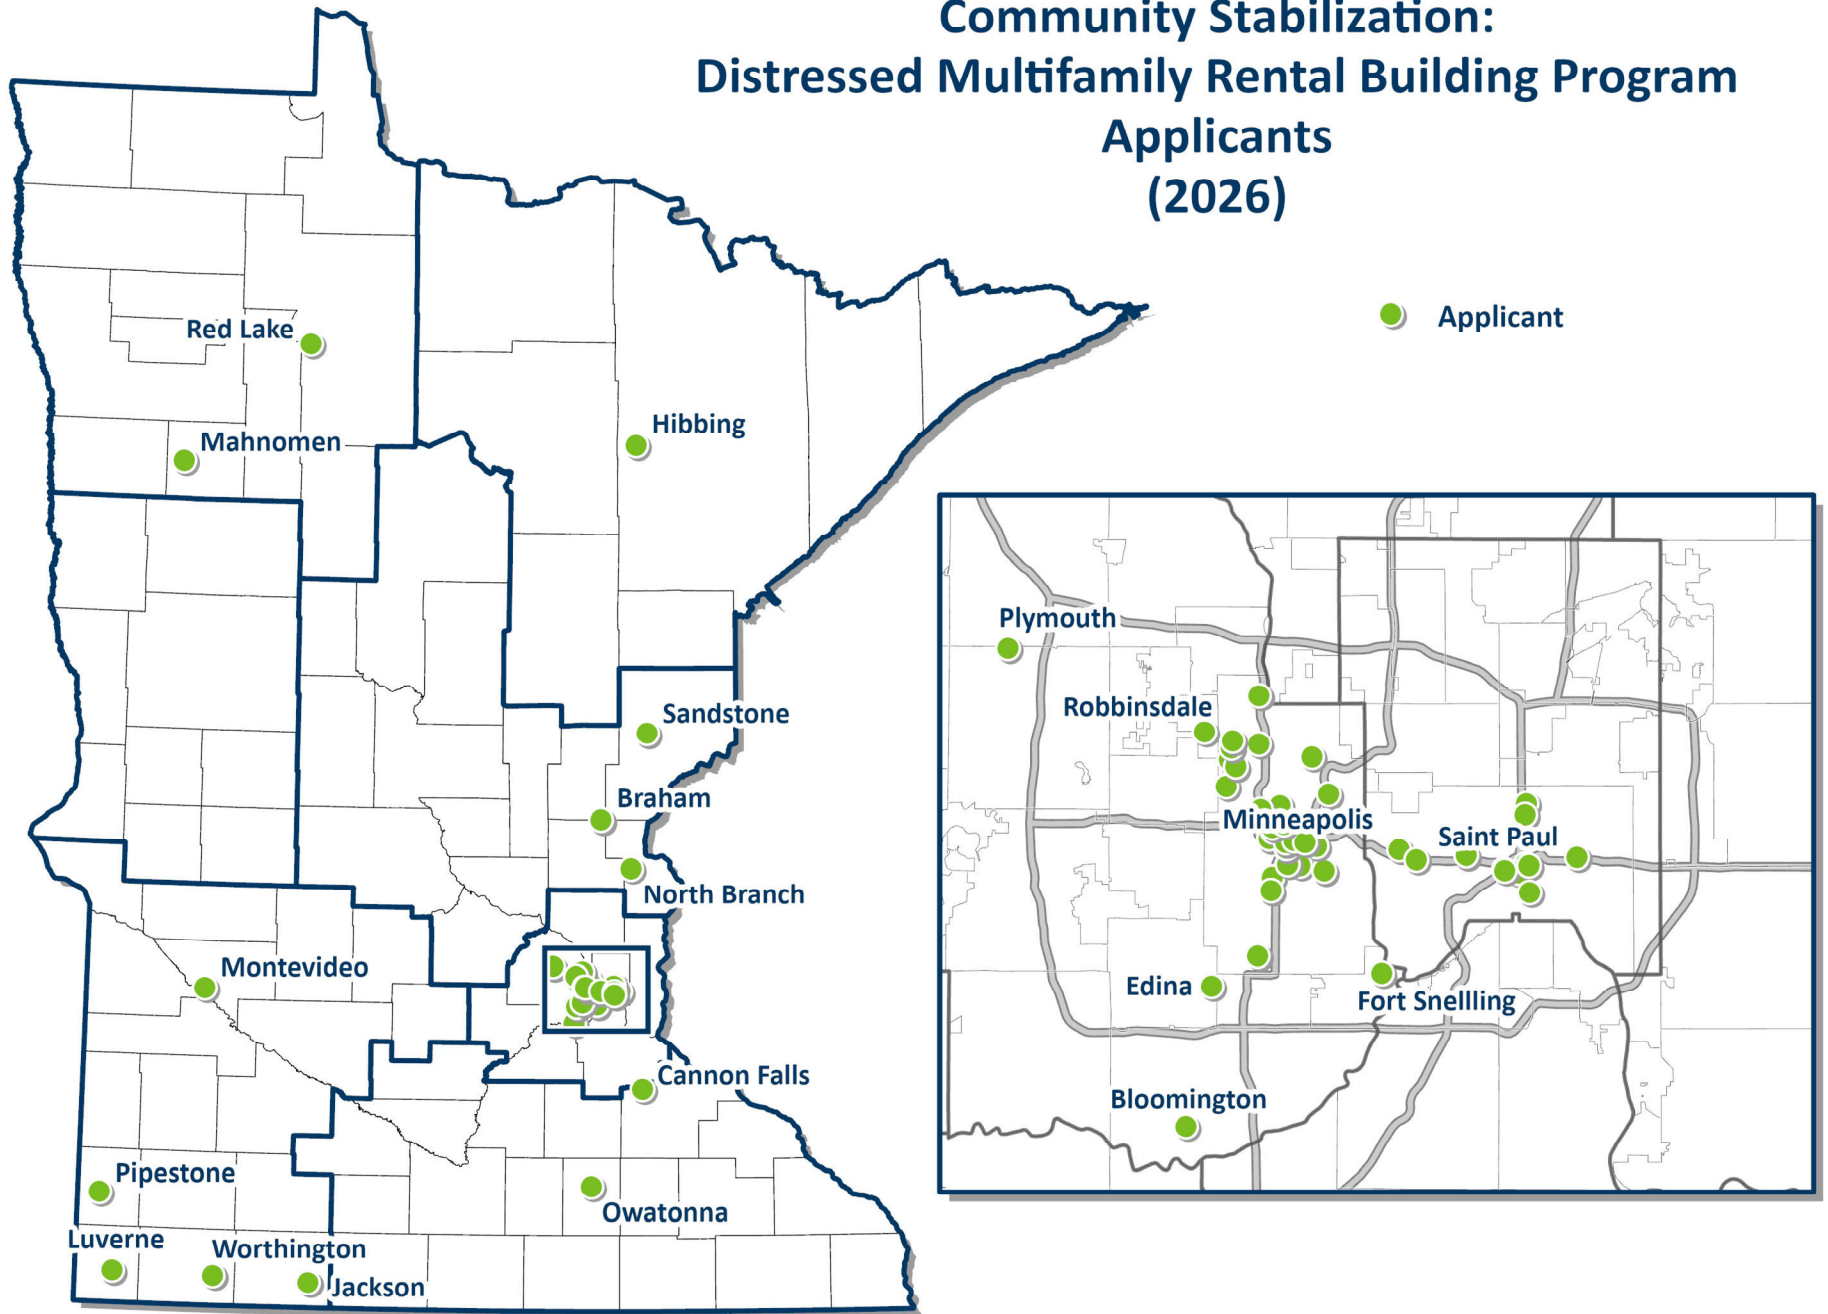 Community Stabilization:
Distressed Multifamily Rental Building Program
Applicants
(2026)
Applicant
Red Lake
Mahnomen
Hibbing
Sandstone
Braham
North Branch
Montevideo
Cannon Falls
Pipestone
Owatonna
Luverne
Worthington
Jackson
Plymouth
Robbinsdale
Minneapolis
Saint Paul
Edina
Fort Snellling
Bloomington